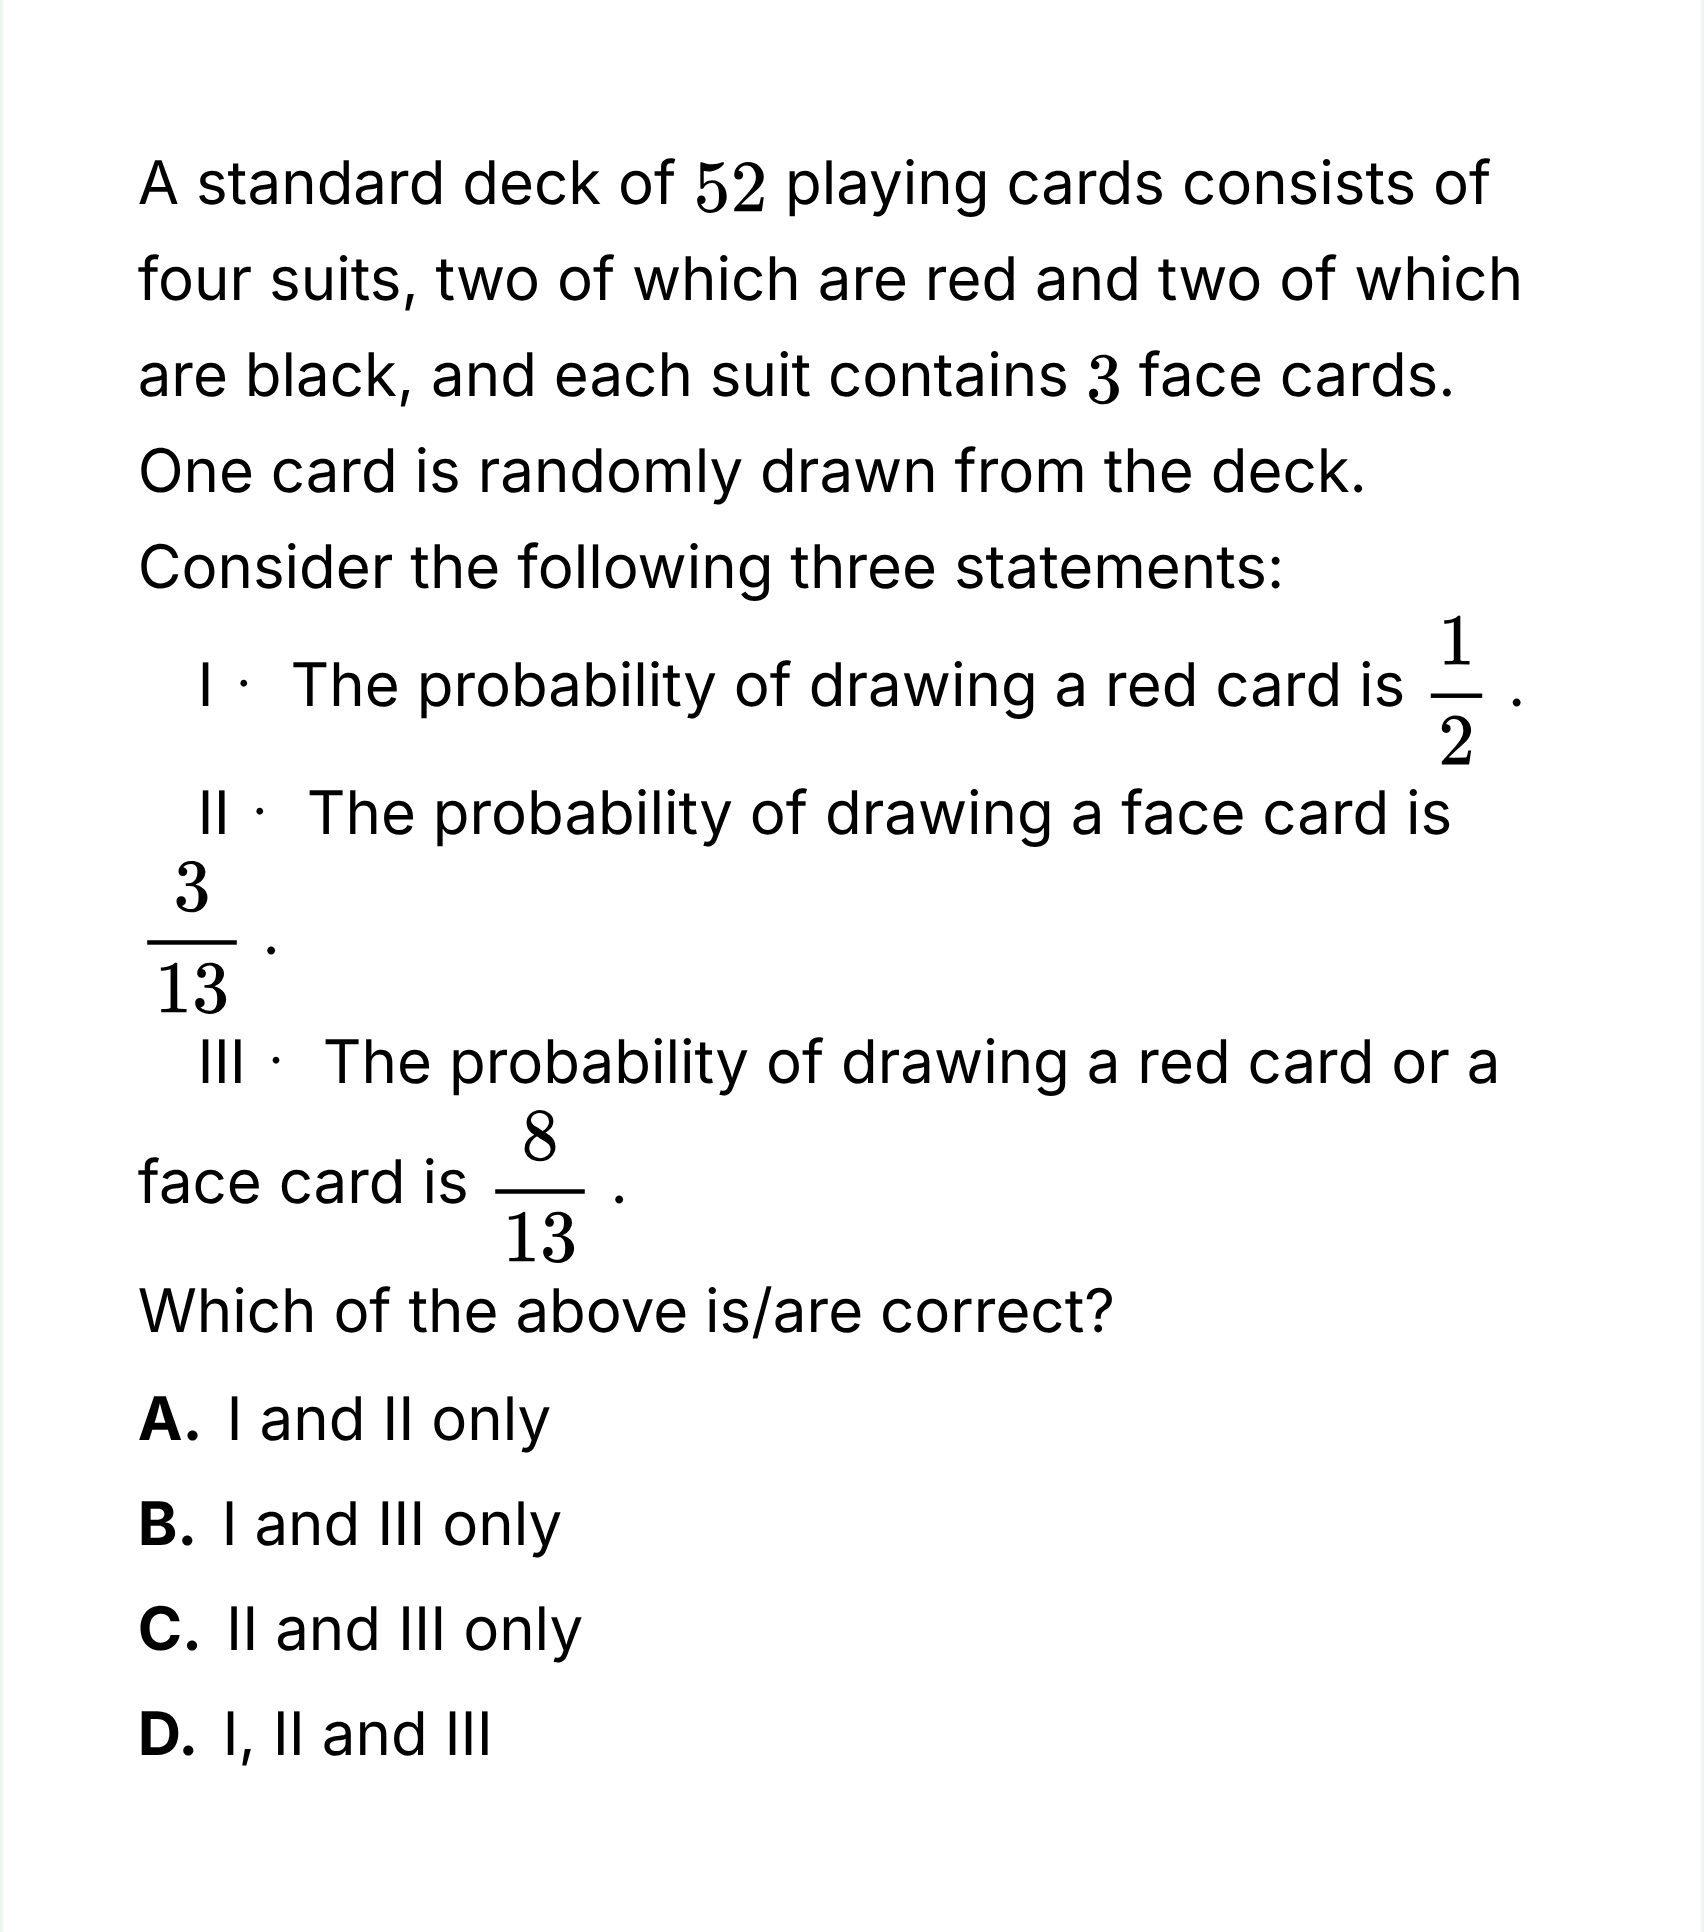 A standard deck of 52 playing cards consists of
four suits, two of which are red and two of which
are black, and each suit contains 3 face cards.
One card is randomly drawn from the deck.
Consider the following three statements:
I · The probability of drawing a red card is \frac{1}{2} .
II · The probability of drawing a face card is
\frac{3}{13} .
III · The probability of drawing a red card or a
face card is \frac{8}{13} .
Which of the above is/are correct?
A. I and II only
B. I and III only
C. II and III only
D. I, II and III